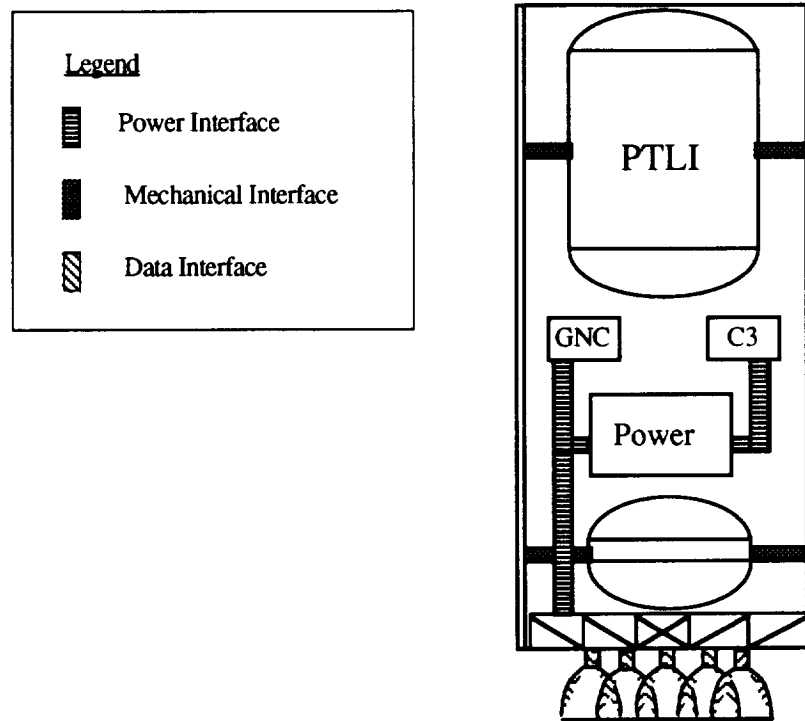 Legend
Power Interface
Mechanical Interface
Data Interface
PTLI
GNC
C3
Power